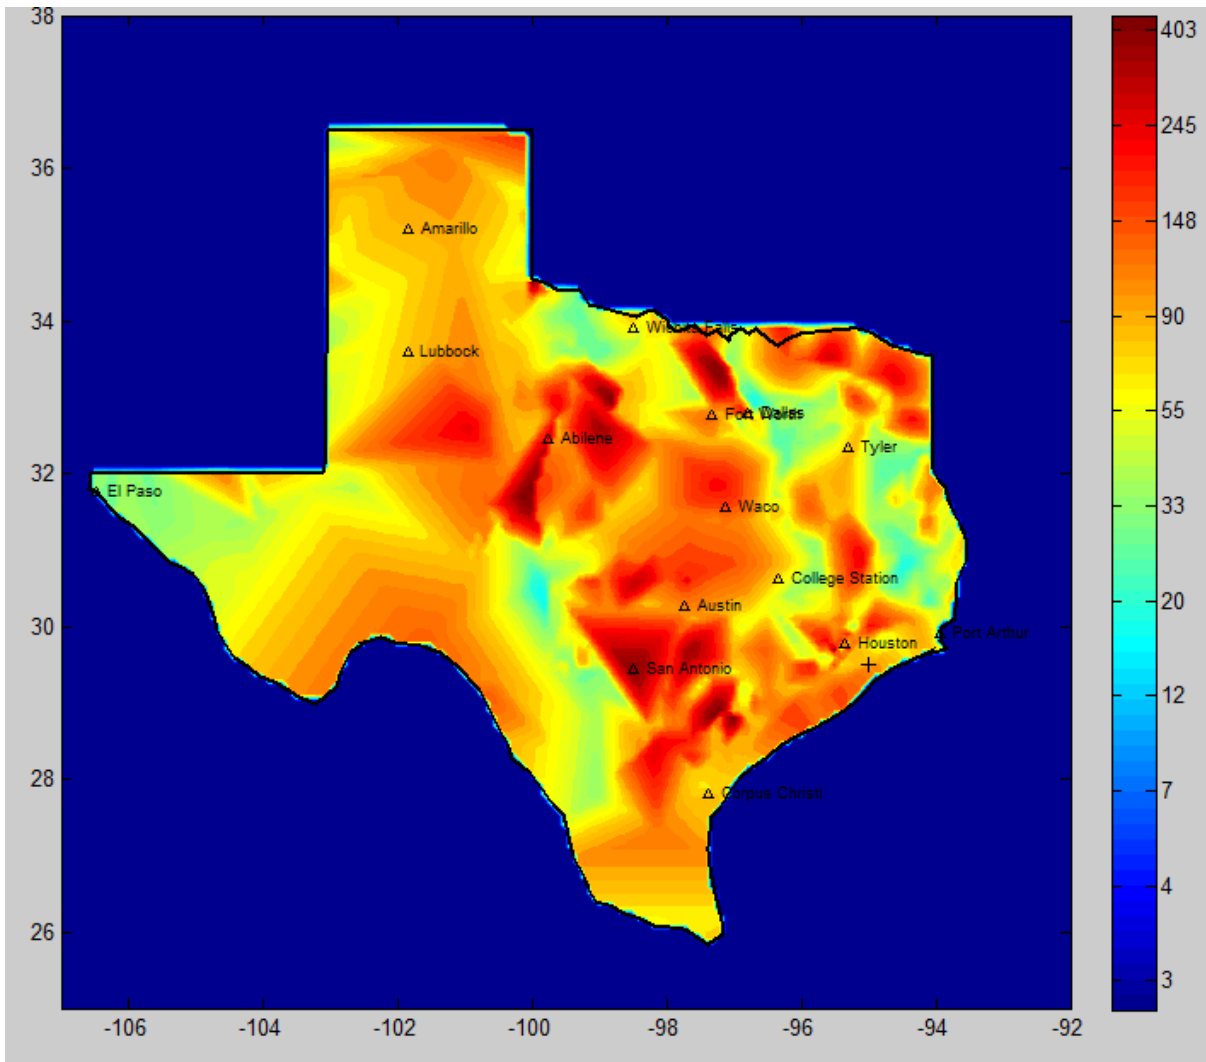 38
403
245
36
148
Amarillo
34
Wichita Falls
90
Lubbock
Fort Worth
Dallas
55
Abilene
Tyler
32
El Paso
Waco
33
College Station
20
Austin
30
Port Arthur
Houston
San Antonio
12
28
Corpus Christi
7
4
26
3
-106
-104
-102
-100
-98
-96
-94
-92